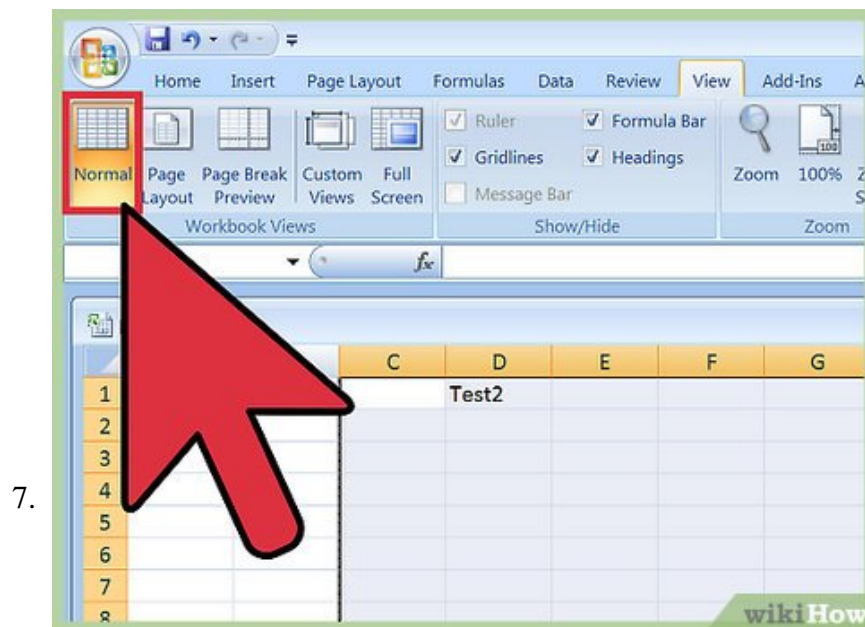 Home Insert Page Layout Formulas Data Review View Add-Ins A
Ruler Formula Bar
Gridlines Headings
Message Bar
Normal Page Layout Page Break Preview Custom Views Full Screen Zoom 100%
Workbook Views Show/Hide Zoom
fx
C D E F G
1 Test2
2
3
4
7.
5
6
7
8
wikiHow